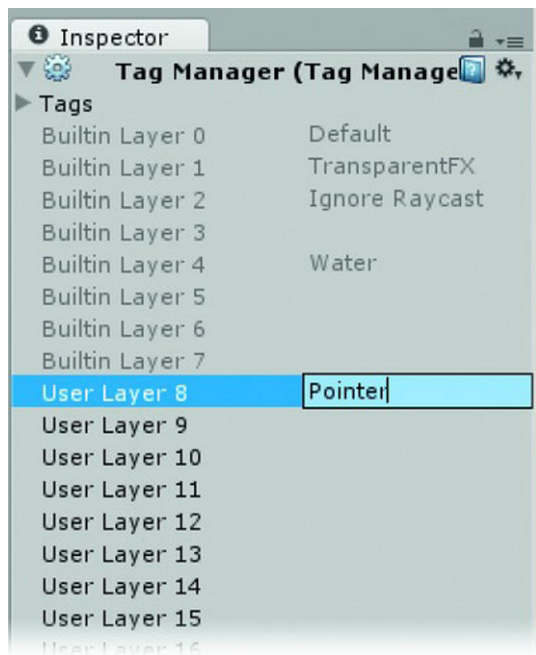 Inspector
Tag Manager (Tag Manage
Tags
Builtin Layer 0 Default
Builtin Layer 1 TransparentFX
Builtin Layer 2 Ignore Raycast
Builtin Layer 3
Builtin Layer 4 Water
Builtin Layer 5
Builtin Layer 6
Builtin Layer 7
User Layer 8 Pointer
User Layer 9
User Layer 10
User Layer 11
User Layer 12
User Layer 13
User Layer 14
User Layer 15
User Layer 16